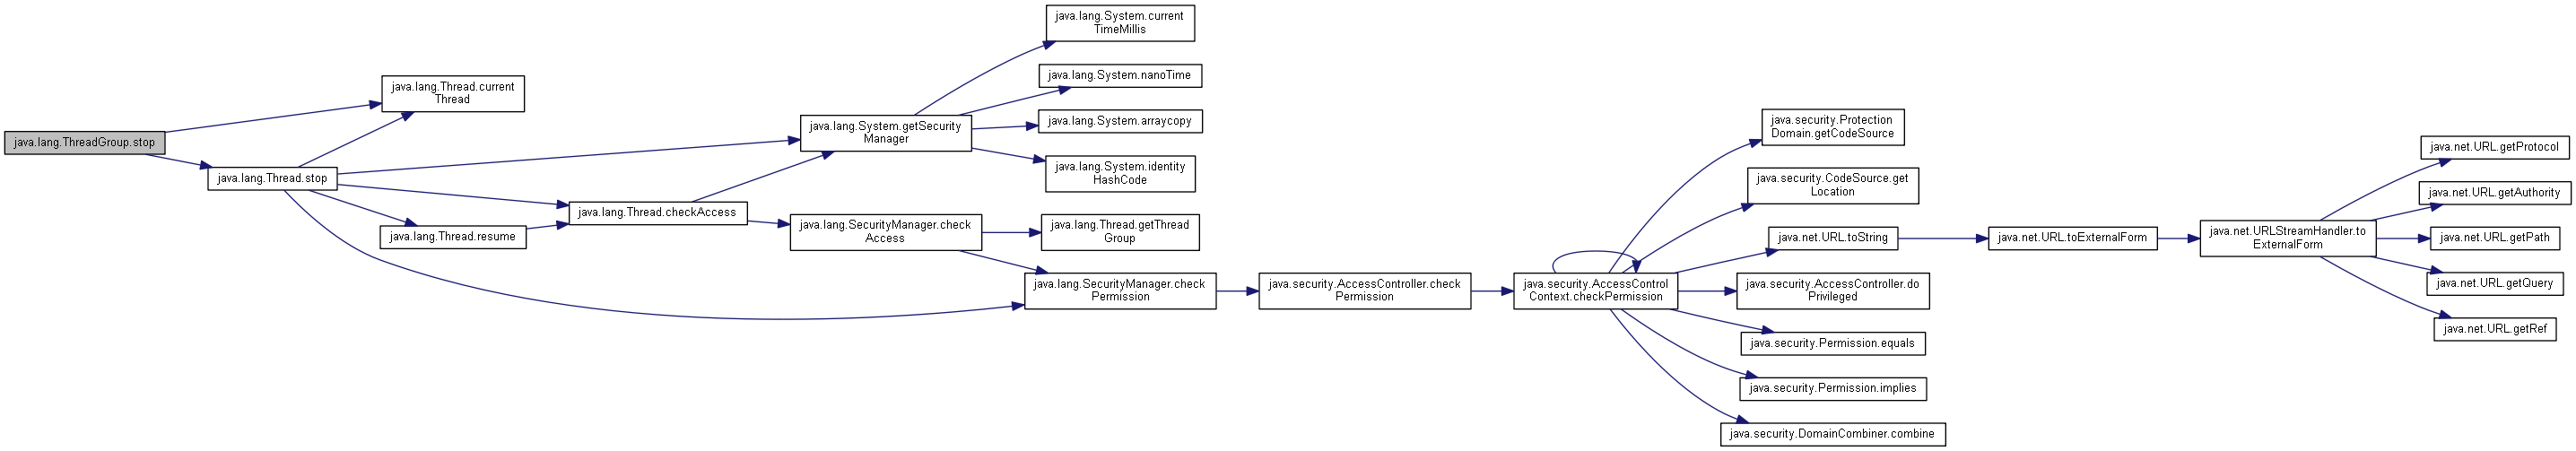 java.lang.ThreadGroup.stop
java.lang.Thread.current
Thread
java.lang.Thread.stop
java.lang.Thread.resume
java.lang.Thread.checkAccess
java.lang.System.getSecurity
Manager
java.lang.SecurityManager.check
Access
java.lang.System.current
TimeMillis
java.lang.System.nanoTime
java.lang.System.arraycopy
java.lang.System.identity
HashCode
java.lang.Thread.getThread
Group
java.lang.SecurityManager.check
Permission
java.security.AccessController.check
Permission
java.security.AccessControl
Context.checkPermission
java.security.Protection
Domain.getCodeSource
java.security.CodeSource.get
Location
java.net.URL.toString
java.security.AccessController.do
Privileged
java.security.Permission.equals
java.security.Permission.implies
java.security.DomainCombiner.combine
java.net.URL.toExternalForm
java.net.URLStreamHandler.to
ExternalForm
java.net.URL.getProtocol
java.net.URL.getAuthority
java.net.URL.getPath
java.net.URL.getQuery
java.net.URL.getRef